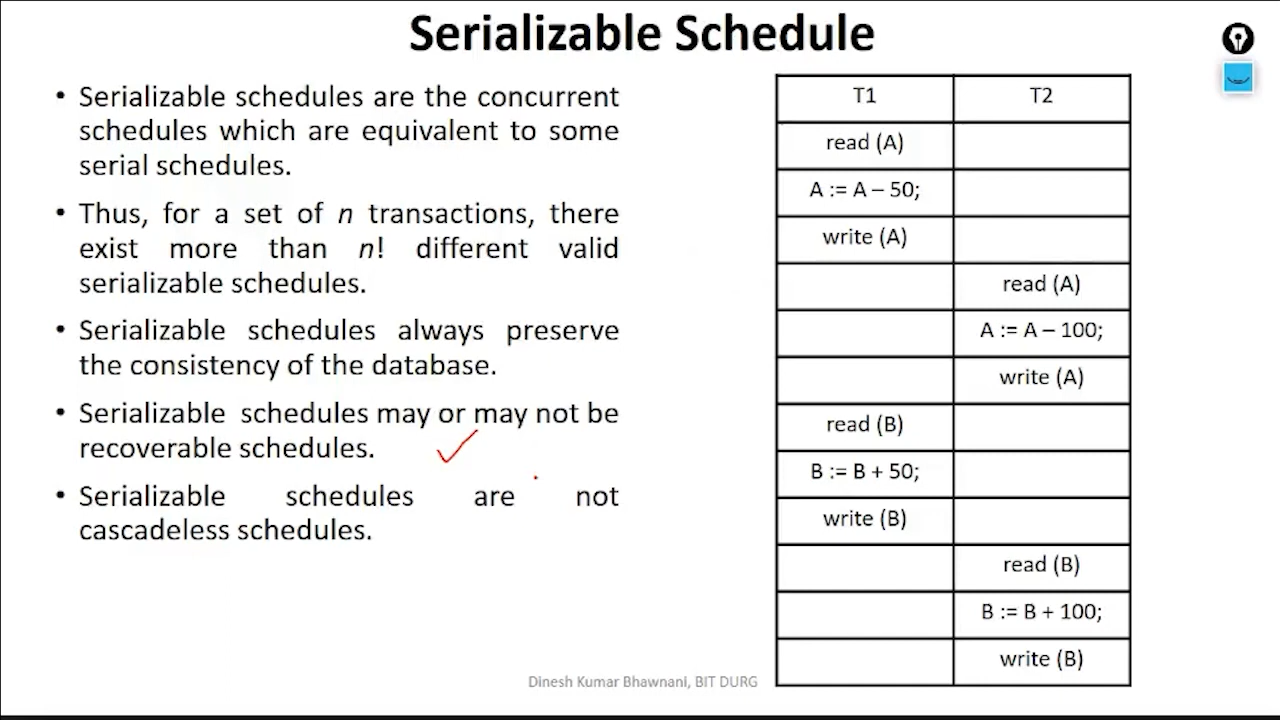 Serializable Schedule
• Serializable schedules are the concurrent
schedules which are equivalent to some
serial schedules.
• Thus, for a set of n transactions, there
exist more than n! different valid
serializable schedules.
• Serializable schedules always preserve
the consistency of the database.
• Serializable schedules may or may not be
recoverable schedules.
• Serializable schedules are not
cascadeless schedules.
T1 T2
read (A)
A := A – 50;
write (A)
read (A)
A := A – 100;
write (A)
read (B)
B := B + 50;
write (B)
read (B)
B := B + 100;
write (B)
Dinesh Kumar Bhawnani, BIT DURG